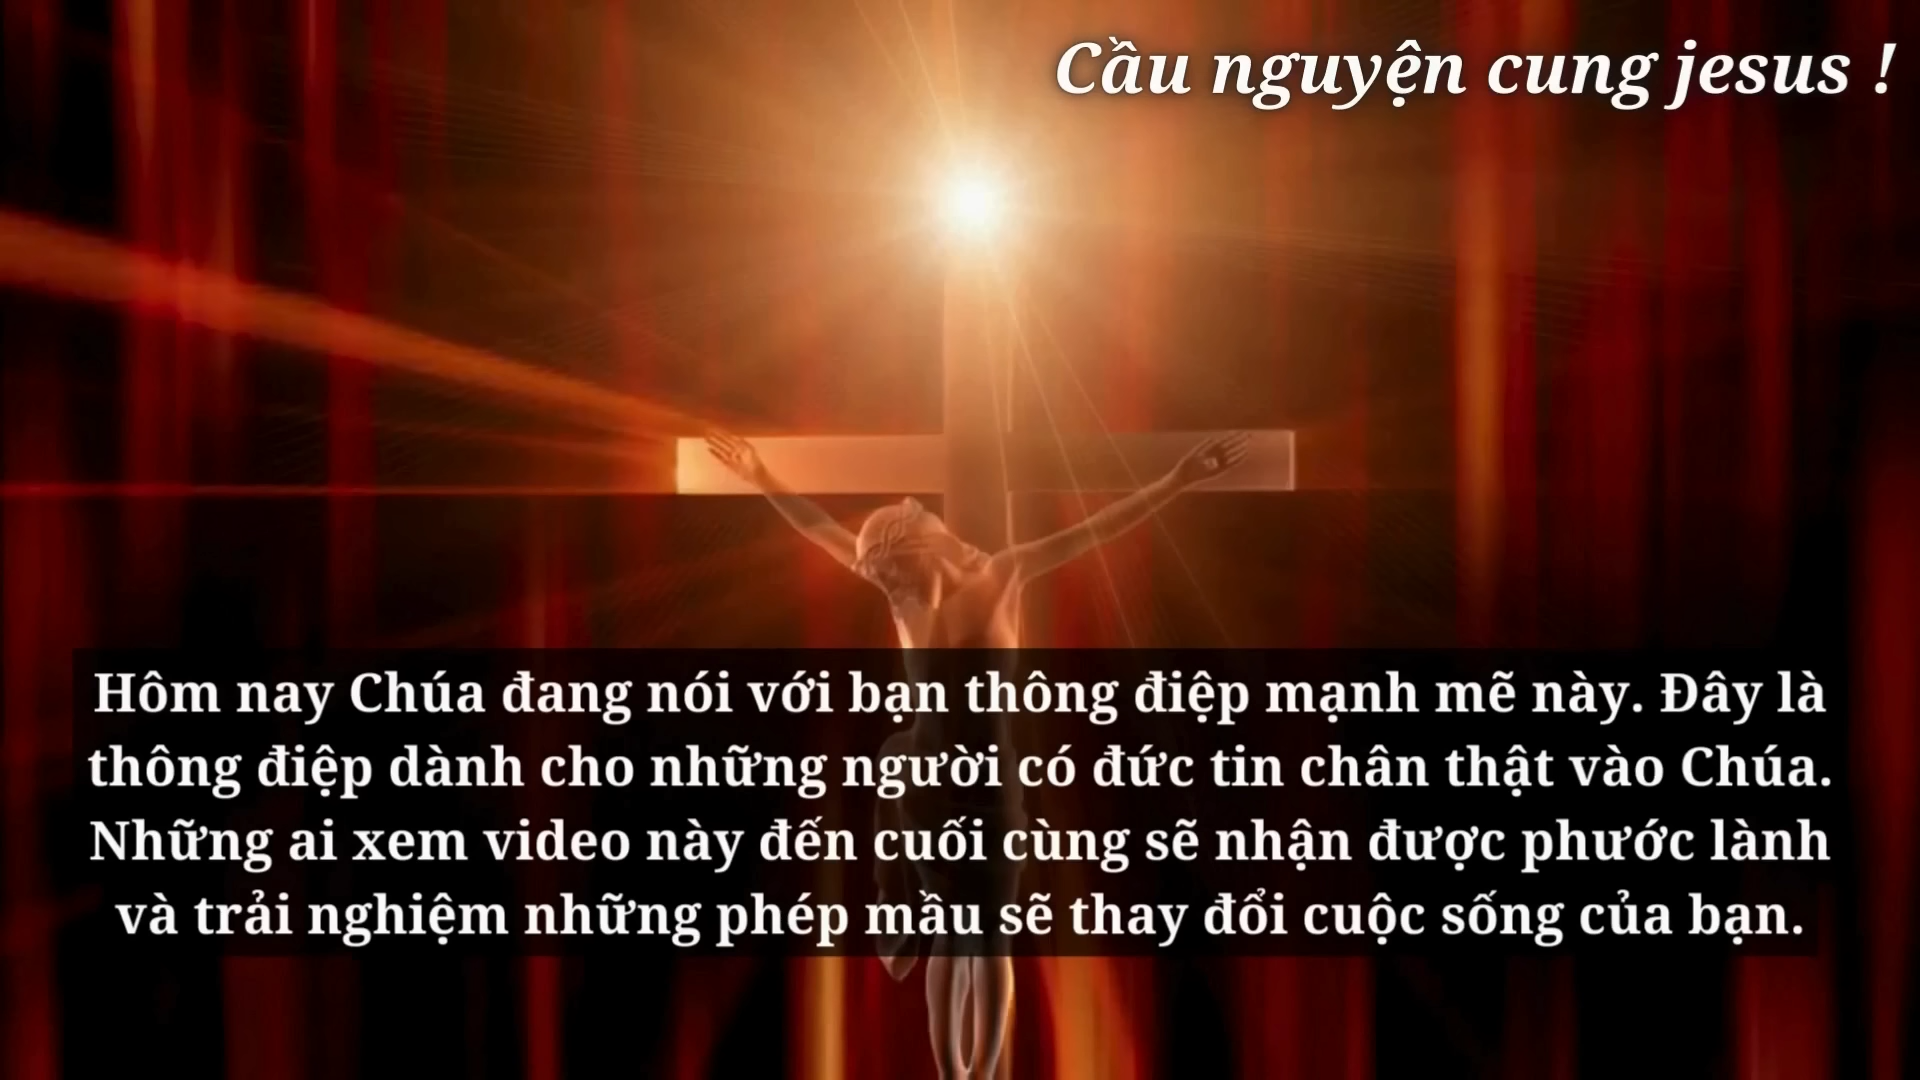 Cầu nguyện cung jesus !
Hôm nay Chúa đang nói với bạn thông điệp mạnh mẽ này. Đây là
thông điệp dành cho những người có đức tin chân thật vào Chúa.
Những ai xem video này đến cuối cùng sẽ nhận được phước lành
và trải nghiệm những phép mầu sẽ thay đổi cuộc sống của bạn.